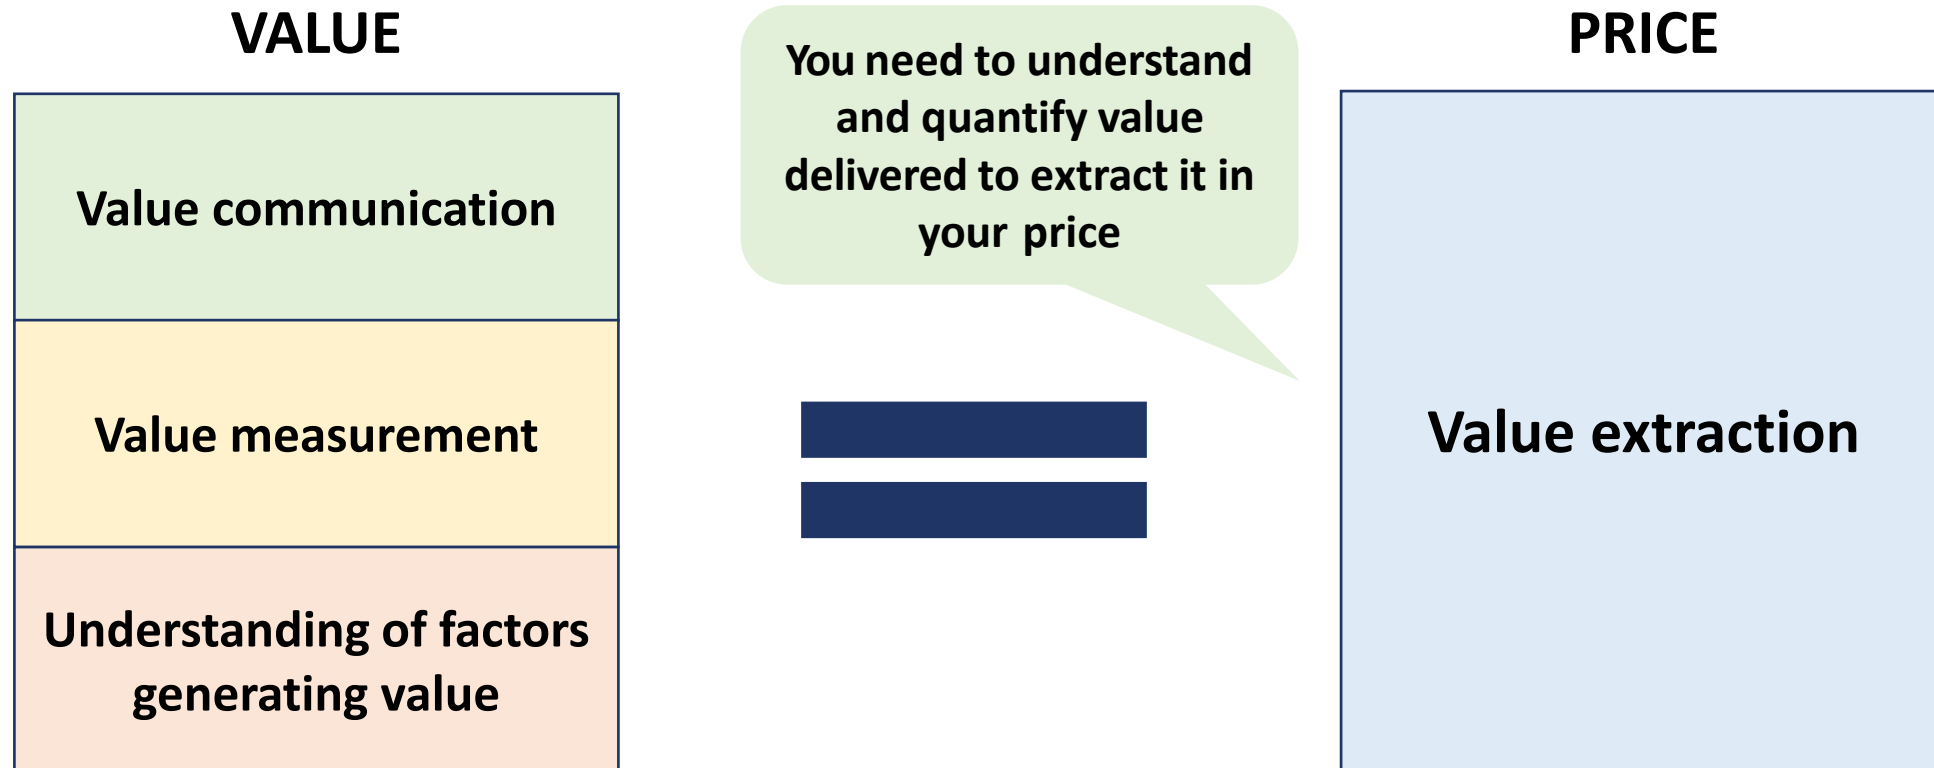 VALUE
Value communication
Value measurement
Understanding of factors
generating value
You need to understand
and quantify value
delivered to extract it in
your price
PRICE
Value extraction